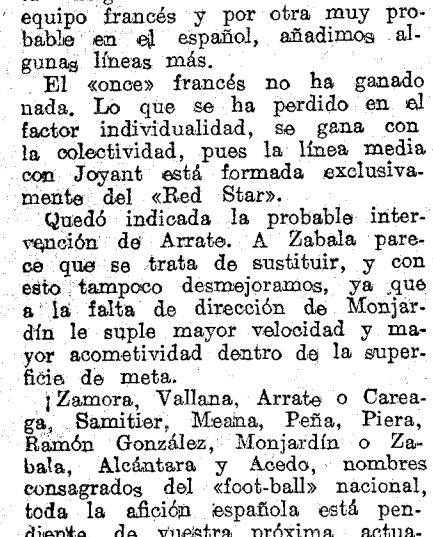 equipo francés y por otra muy pro-
bable en el español, añadimos al-
gunas líneas más.
El «once» francés no ha ganado
nada. Lo que se ha perdido en el
factor individualidad, se gana con
la colectividad, pues la línea media
con Joyant está formada exclusiva-
mente del «Red Star».
Quedó indicada la probable inter-
vención de Arrate. A Zabala pare-
ce que se trata de sustituir, y con
esto tampoco desmejoramos, ya que
a la falta de dirección de Monjar-
dín le suple mayor velocidad y ma-
yor acometividad dentro de la super-
ficie de meta.
¡Zamora, Vallana, Arrate o Carea-
ga, Samitier, Meana, Peña, Piera,
Ramón González, Monjardín o Za-
bala, Alcántara y Acedo, nombres
consagrados del «foot-ball» nacional,
toda la afición española está pen-
diente de vuestra próxima actua-